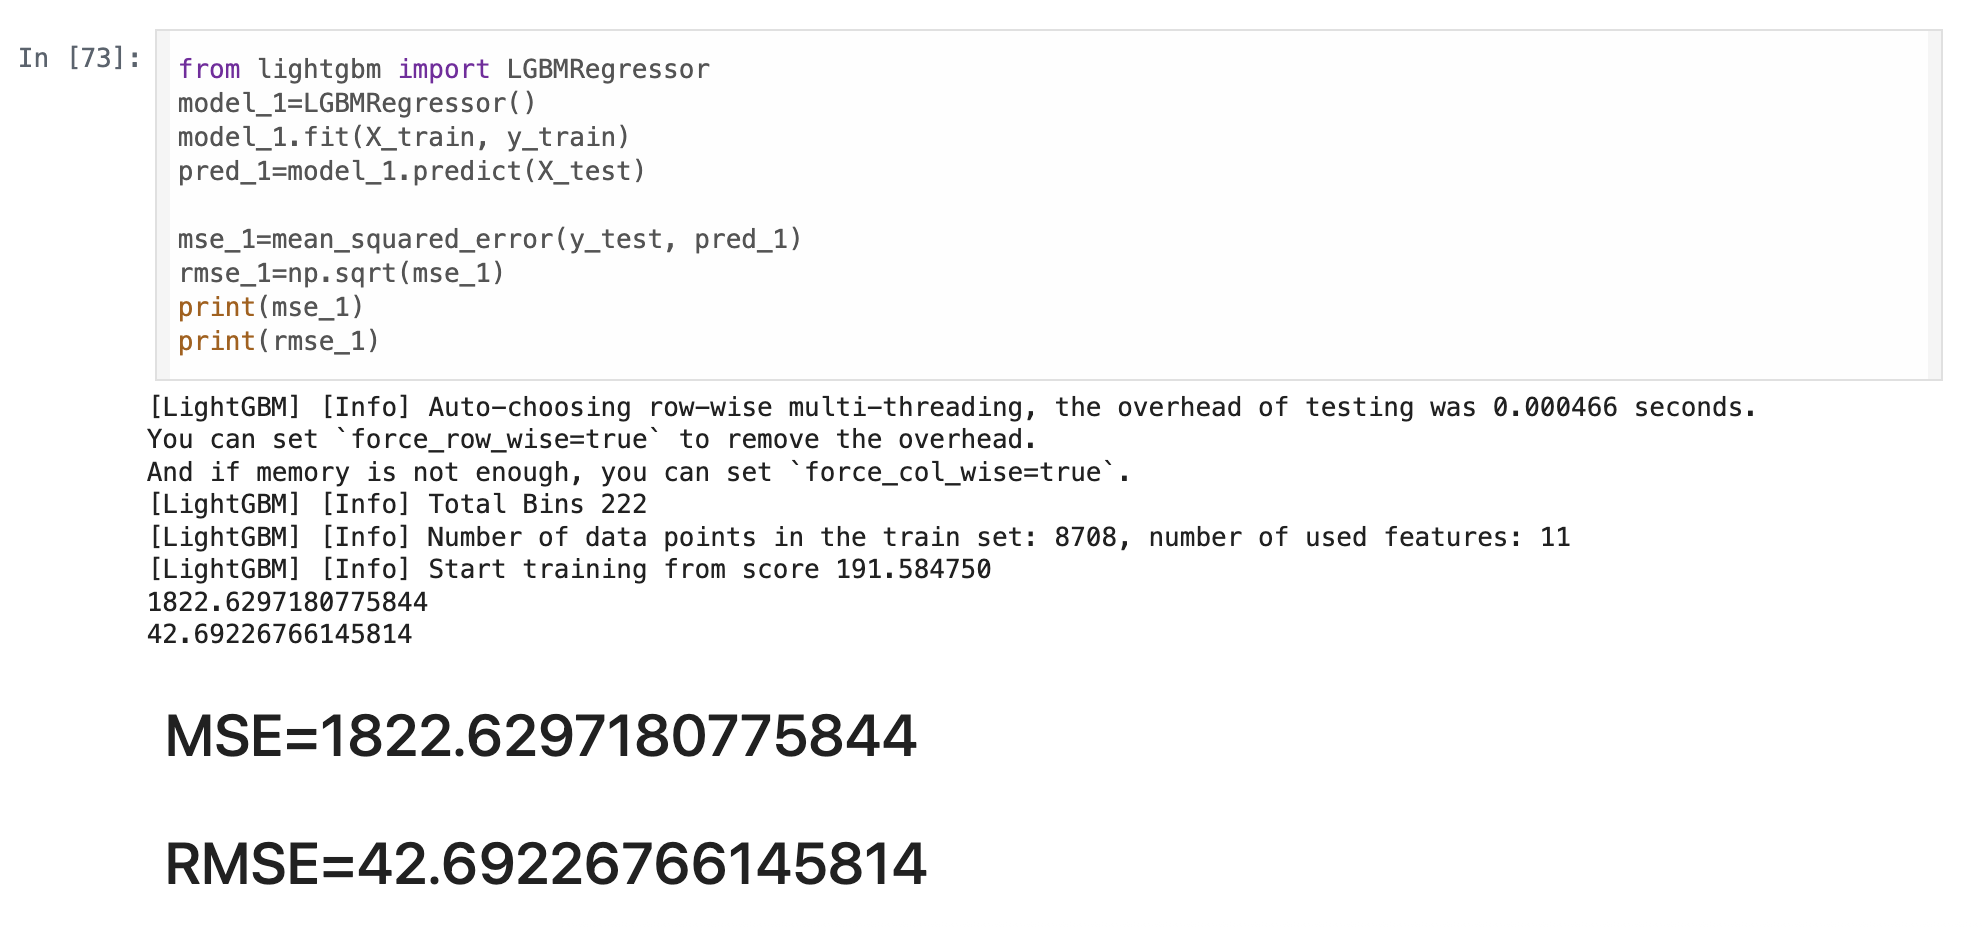 In [73]:
from lightgbm import LGBMRegressor
model_1=LGBMRegressor()
model_1.fit(X_train, y_train)
pred_1=model_1.predict(X_test)
mse_1=mean_squared_error(y_test, pred_1)
rmse_1=np.sqrt(mse_1)
print(mse_1)
print(rmse_1)
[LightGBM] [Info] Auto-choosing row-wise multi-threading, the overhead of testing was 0.000466 seconds.
You can set `force_row_wise=true` to remove the overhead.
And if memory is not enough, you can set `force_col_wise=true`.
[LightGBM] [Info] Total Bins 222
[LightGBM] [Info] Number of data points in the train set: 8708, number of used features: 11
[LightGBM] [Info] Start training from score 191.584750
1822.6297180775844
42.69226766145814
MSE=1822.6297180775844
RMSE=42.69226766145814